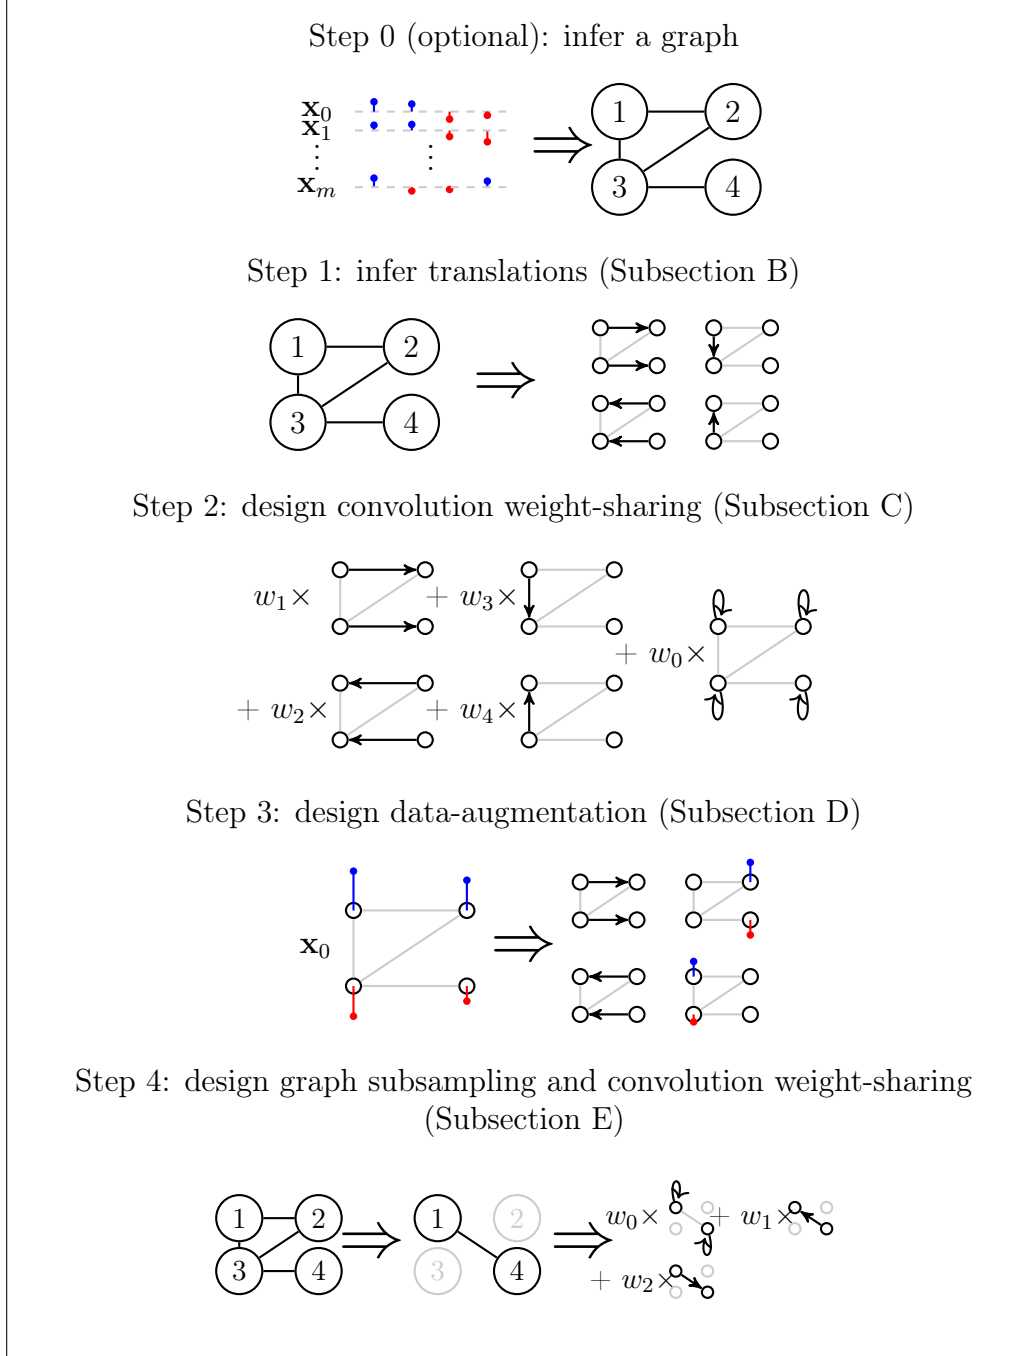 Step 0 (optional): infer a graph
x₀
x₁
⋮ ⋮
xₘ
⇒
1 2
3 4
Step 1: infer translations (Subsection B)
1 2
3 4
⇒
Step 2: design convolution weight-sharing (Subsection C)
w₁× + w₃×
+ w₀×
+ w₂× + w₄×
Step 3: design data-augmentation (Subsection D)
x₀ ⇒
Step 4: design graph subsampling and convolution weight-sharing
(Subsection E)
1 2 ⇒ 1 2 ⇒ w₀× + w₁×
3 4 3 4 + w₂×